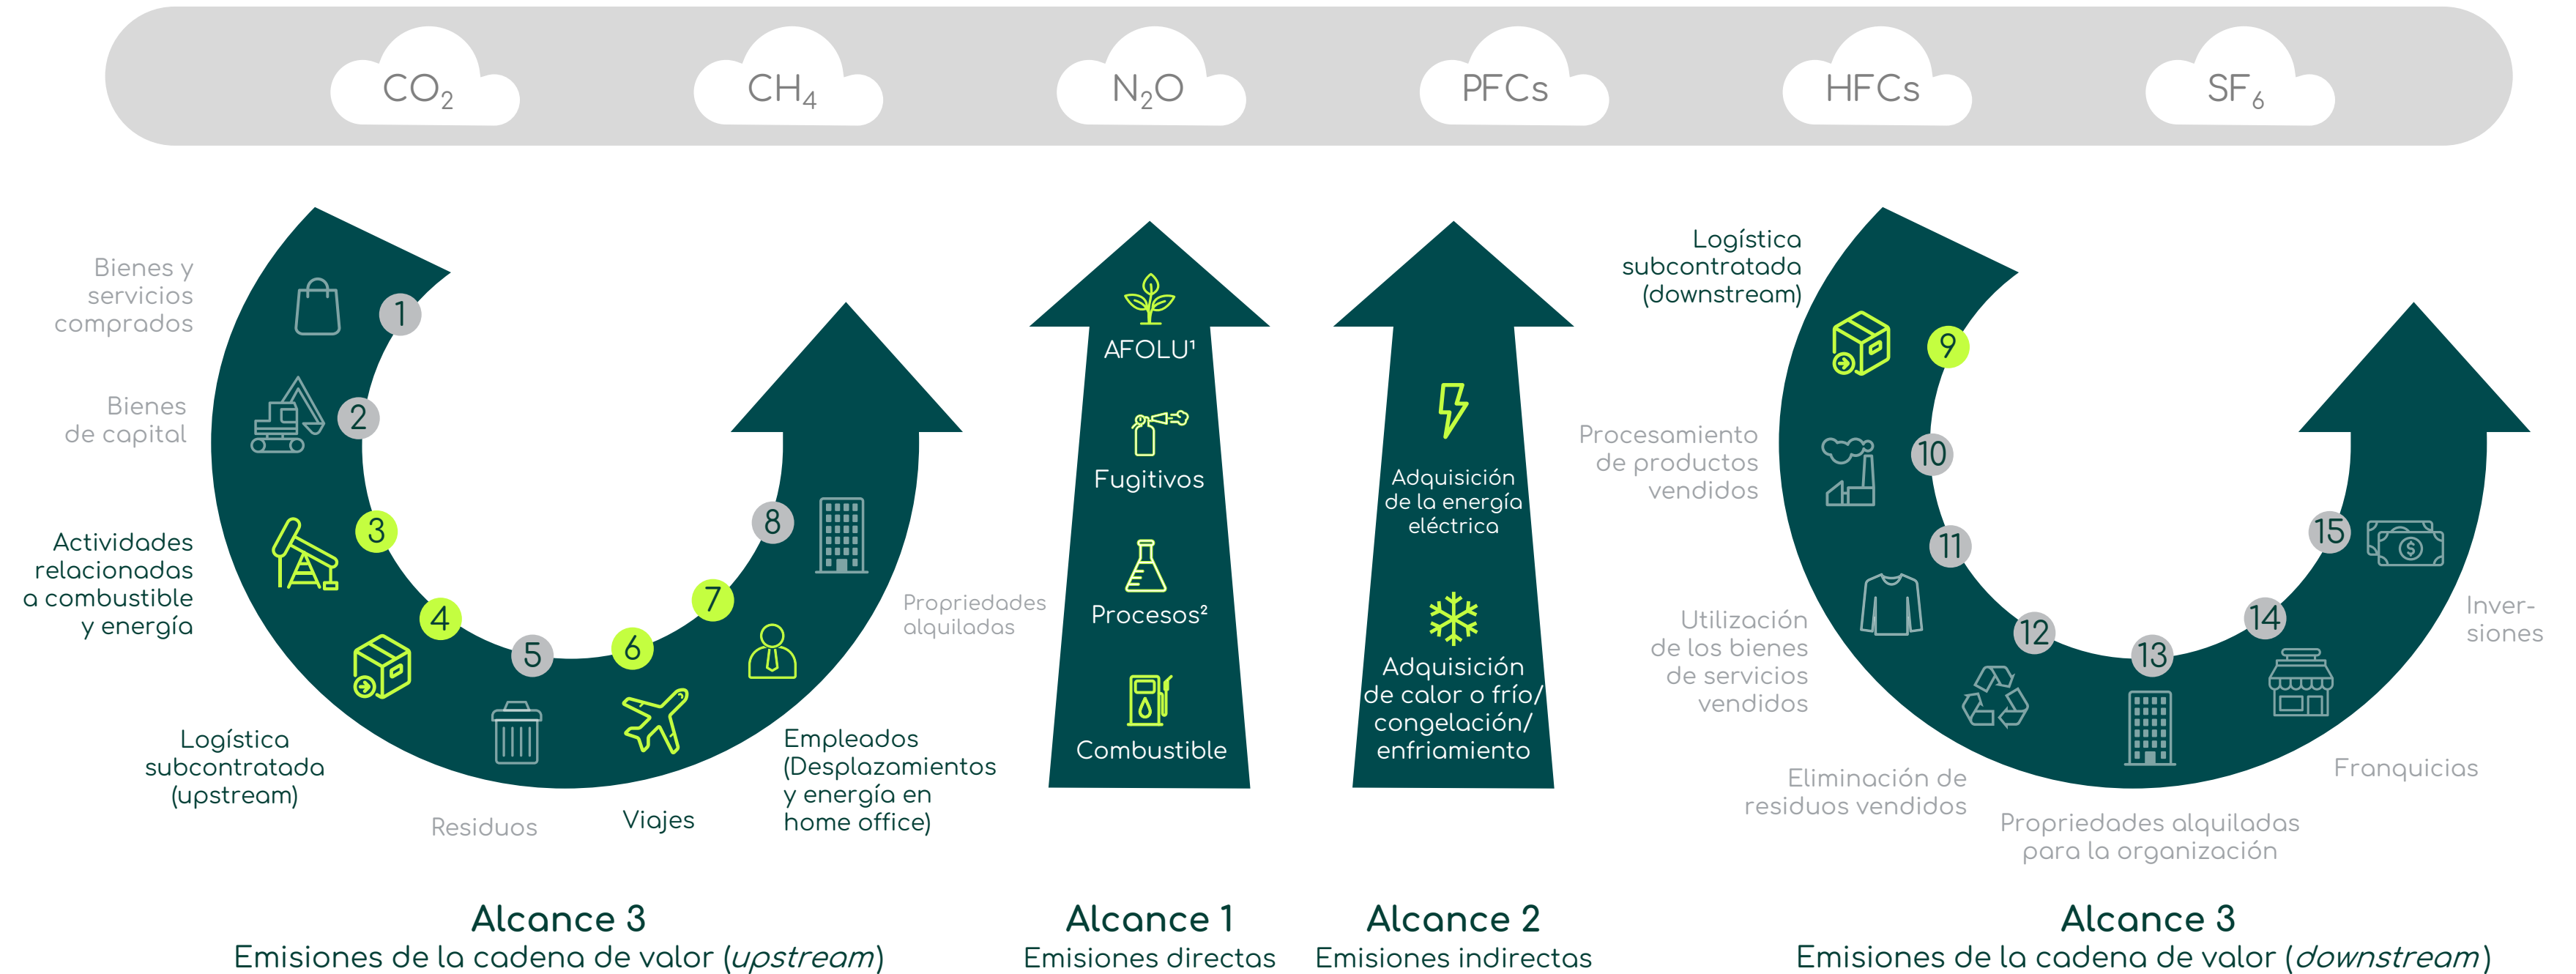 CO₂
CH₄
N₂O
PFCs
HFCs
SF₆
Bienes y
servicios
comprados
1
Bienes
de capital
2
Actividades
relacionadas
a combustible
y energía
3
Logística
subcontratada
(upstream)
4
Residuos
5
Viajes
6
Empleados
(Desplazamientos
y energía en
home office)
7
Propriedades
alquiladas
8
Alcance 3
Emisiones de la cadena de valor (upstream)
AFOLU¹
Fugitivos
Procesos²
Combustible
Alcance 1
Emisiones directas
Adquisición
de la energía
eléctrica
Adquisición
de calor o frío/
congelación/
enfriamiento
Alcance 2
Emisiones indirectas
Logística
subcontratada
(downstream)
9
Procesamiento
de productos
vendidos
10
Utilización
de los bienes
de servicios
vendidos
11
Eliminación de
residuos vendidos
12
Propriedades alquiladas
para la organización
13
Franquicias
14
Inver-
siones
15
Alcance 3
Emisiones de la cadena de valor (downstream)